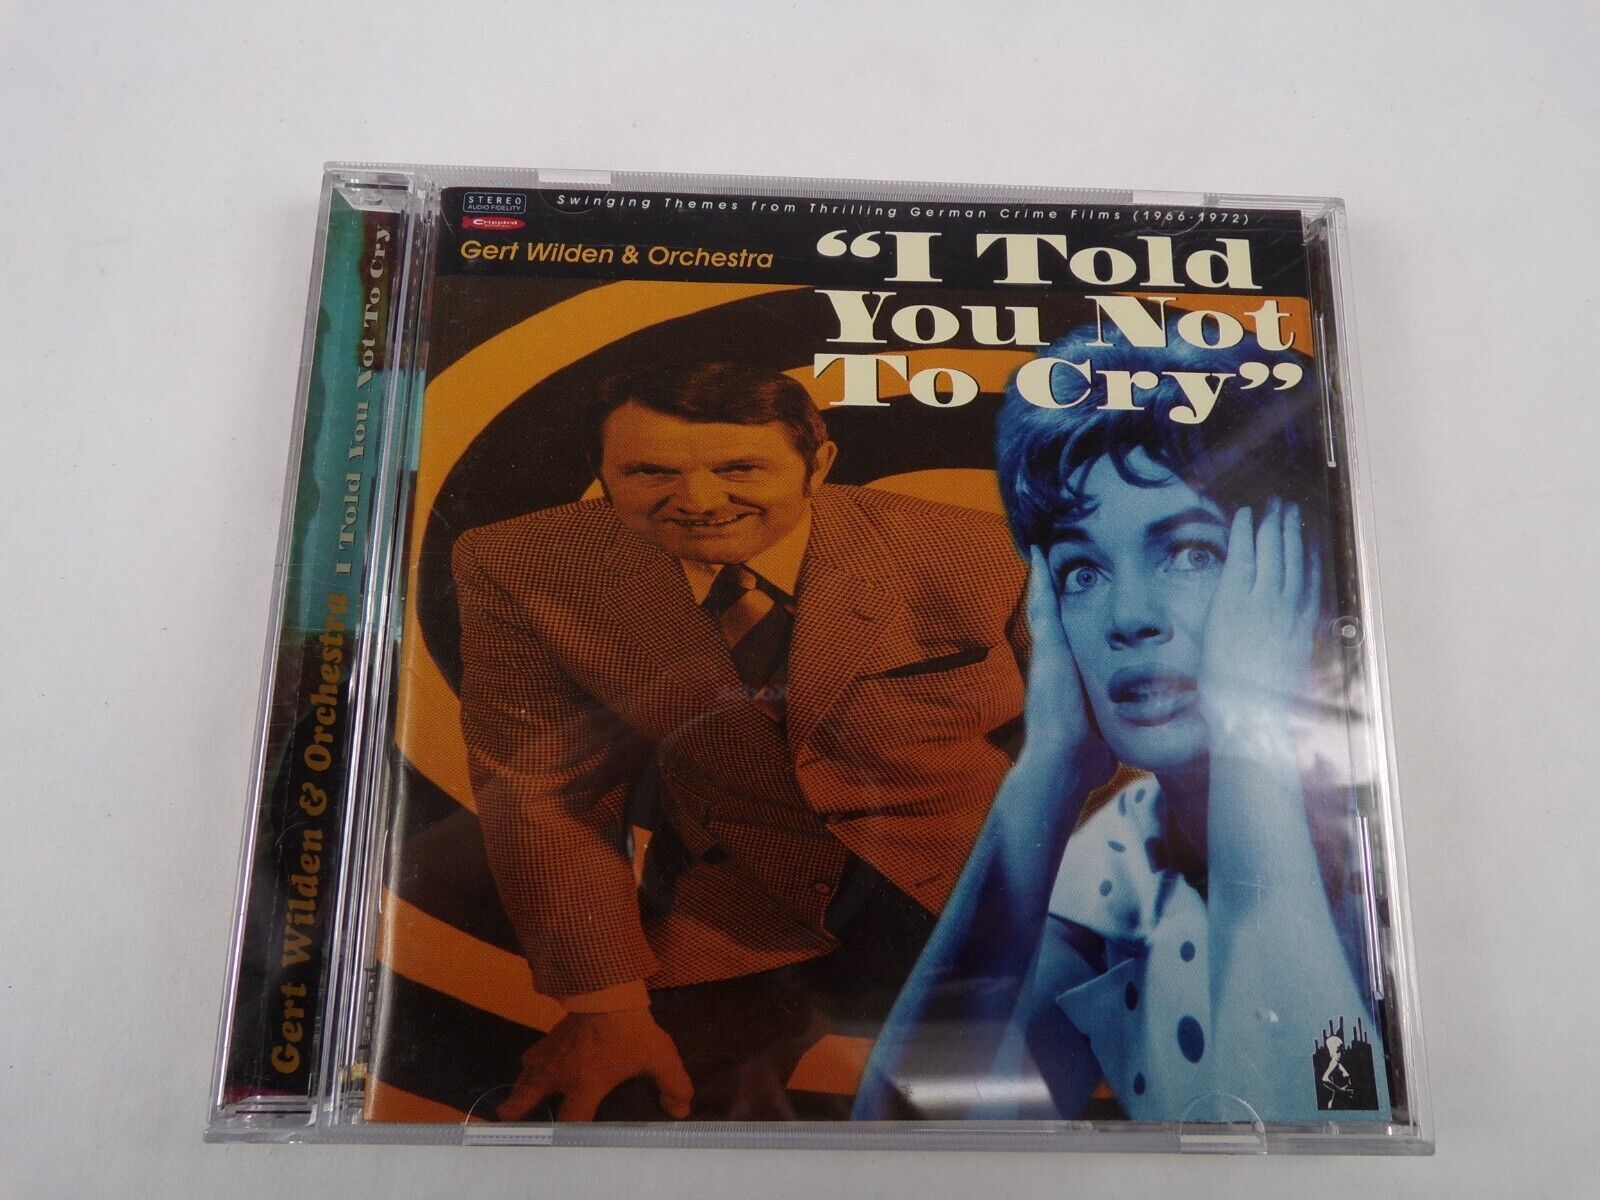 STEREO
AUDIO FIDELITY
Crippled
Swinging Themes from Thrilling German Crime Films (1966-1972)
Gert Wilden & Orchestra
“I Told
You Not
To Cry”
Gert Wilden & Orchestra I Told You Not To Cry